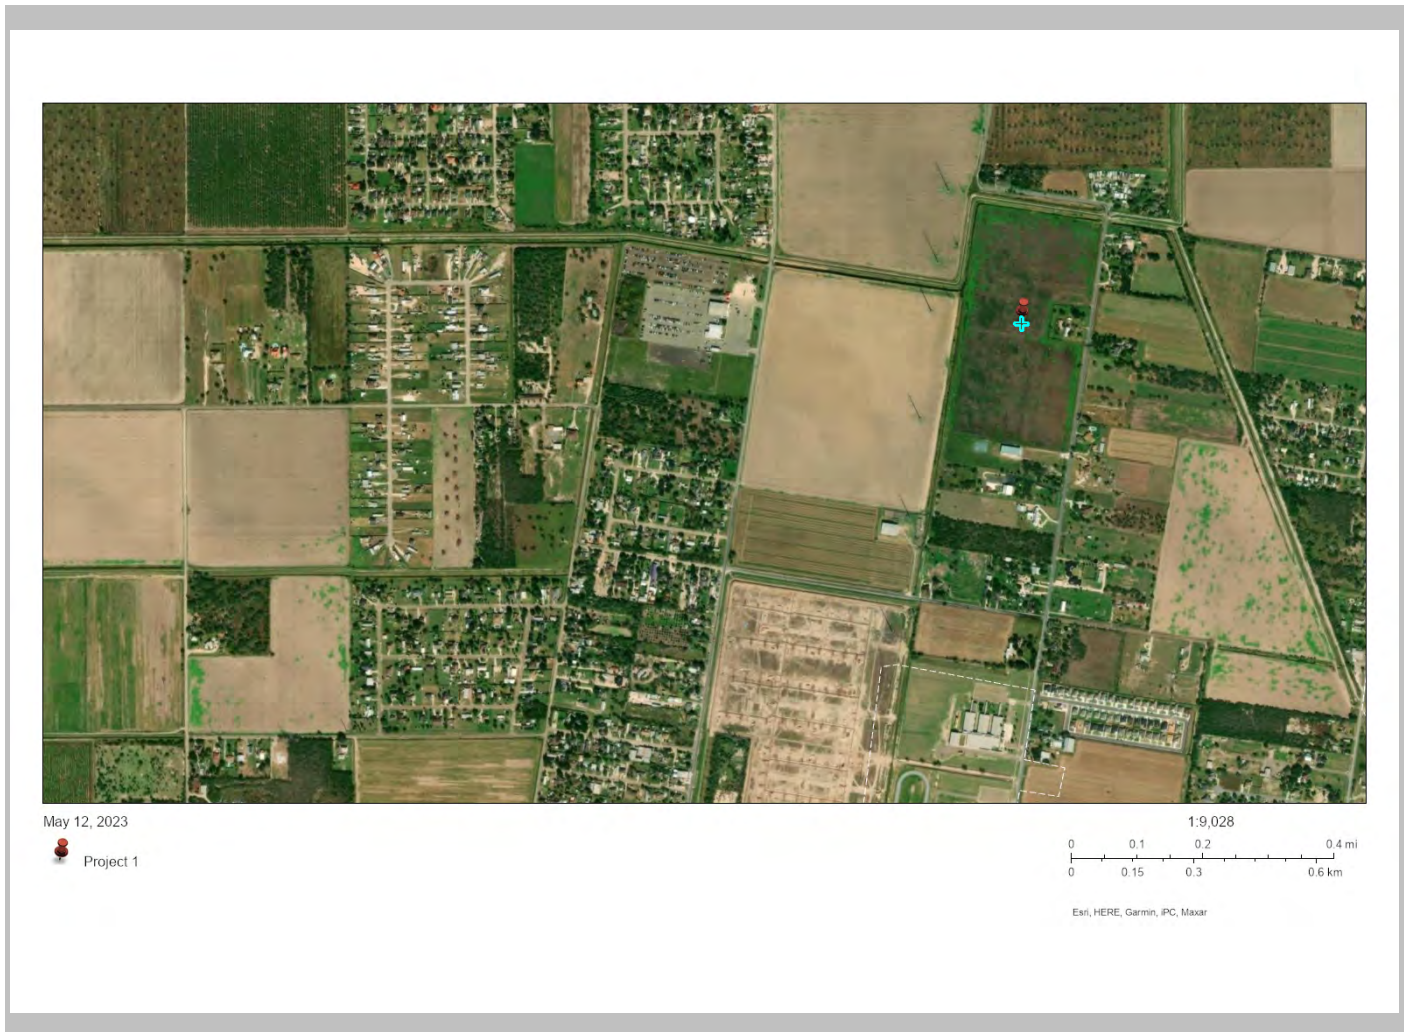 May 12, 2023
Project 1
1:9,028
0 0.1 0.2 0.4 mi
0 0.15 0.3 0.6 km
Esri, HERE, Garmin, iPC, Maxar